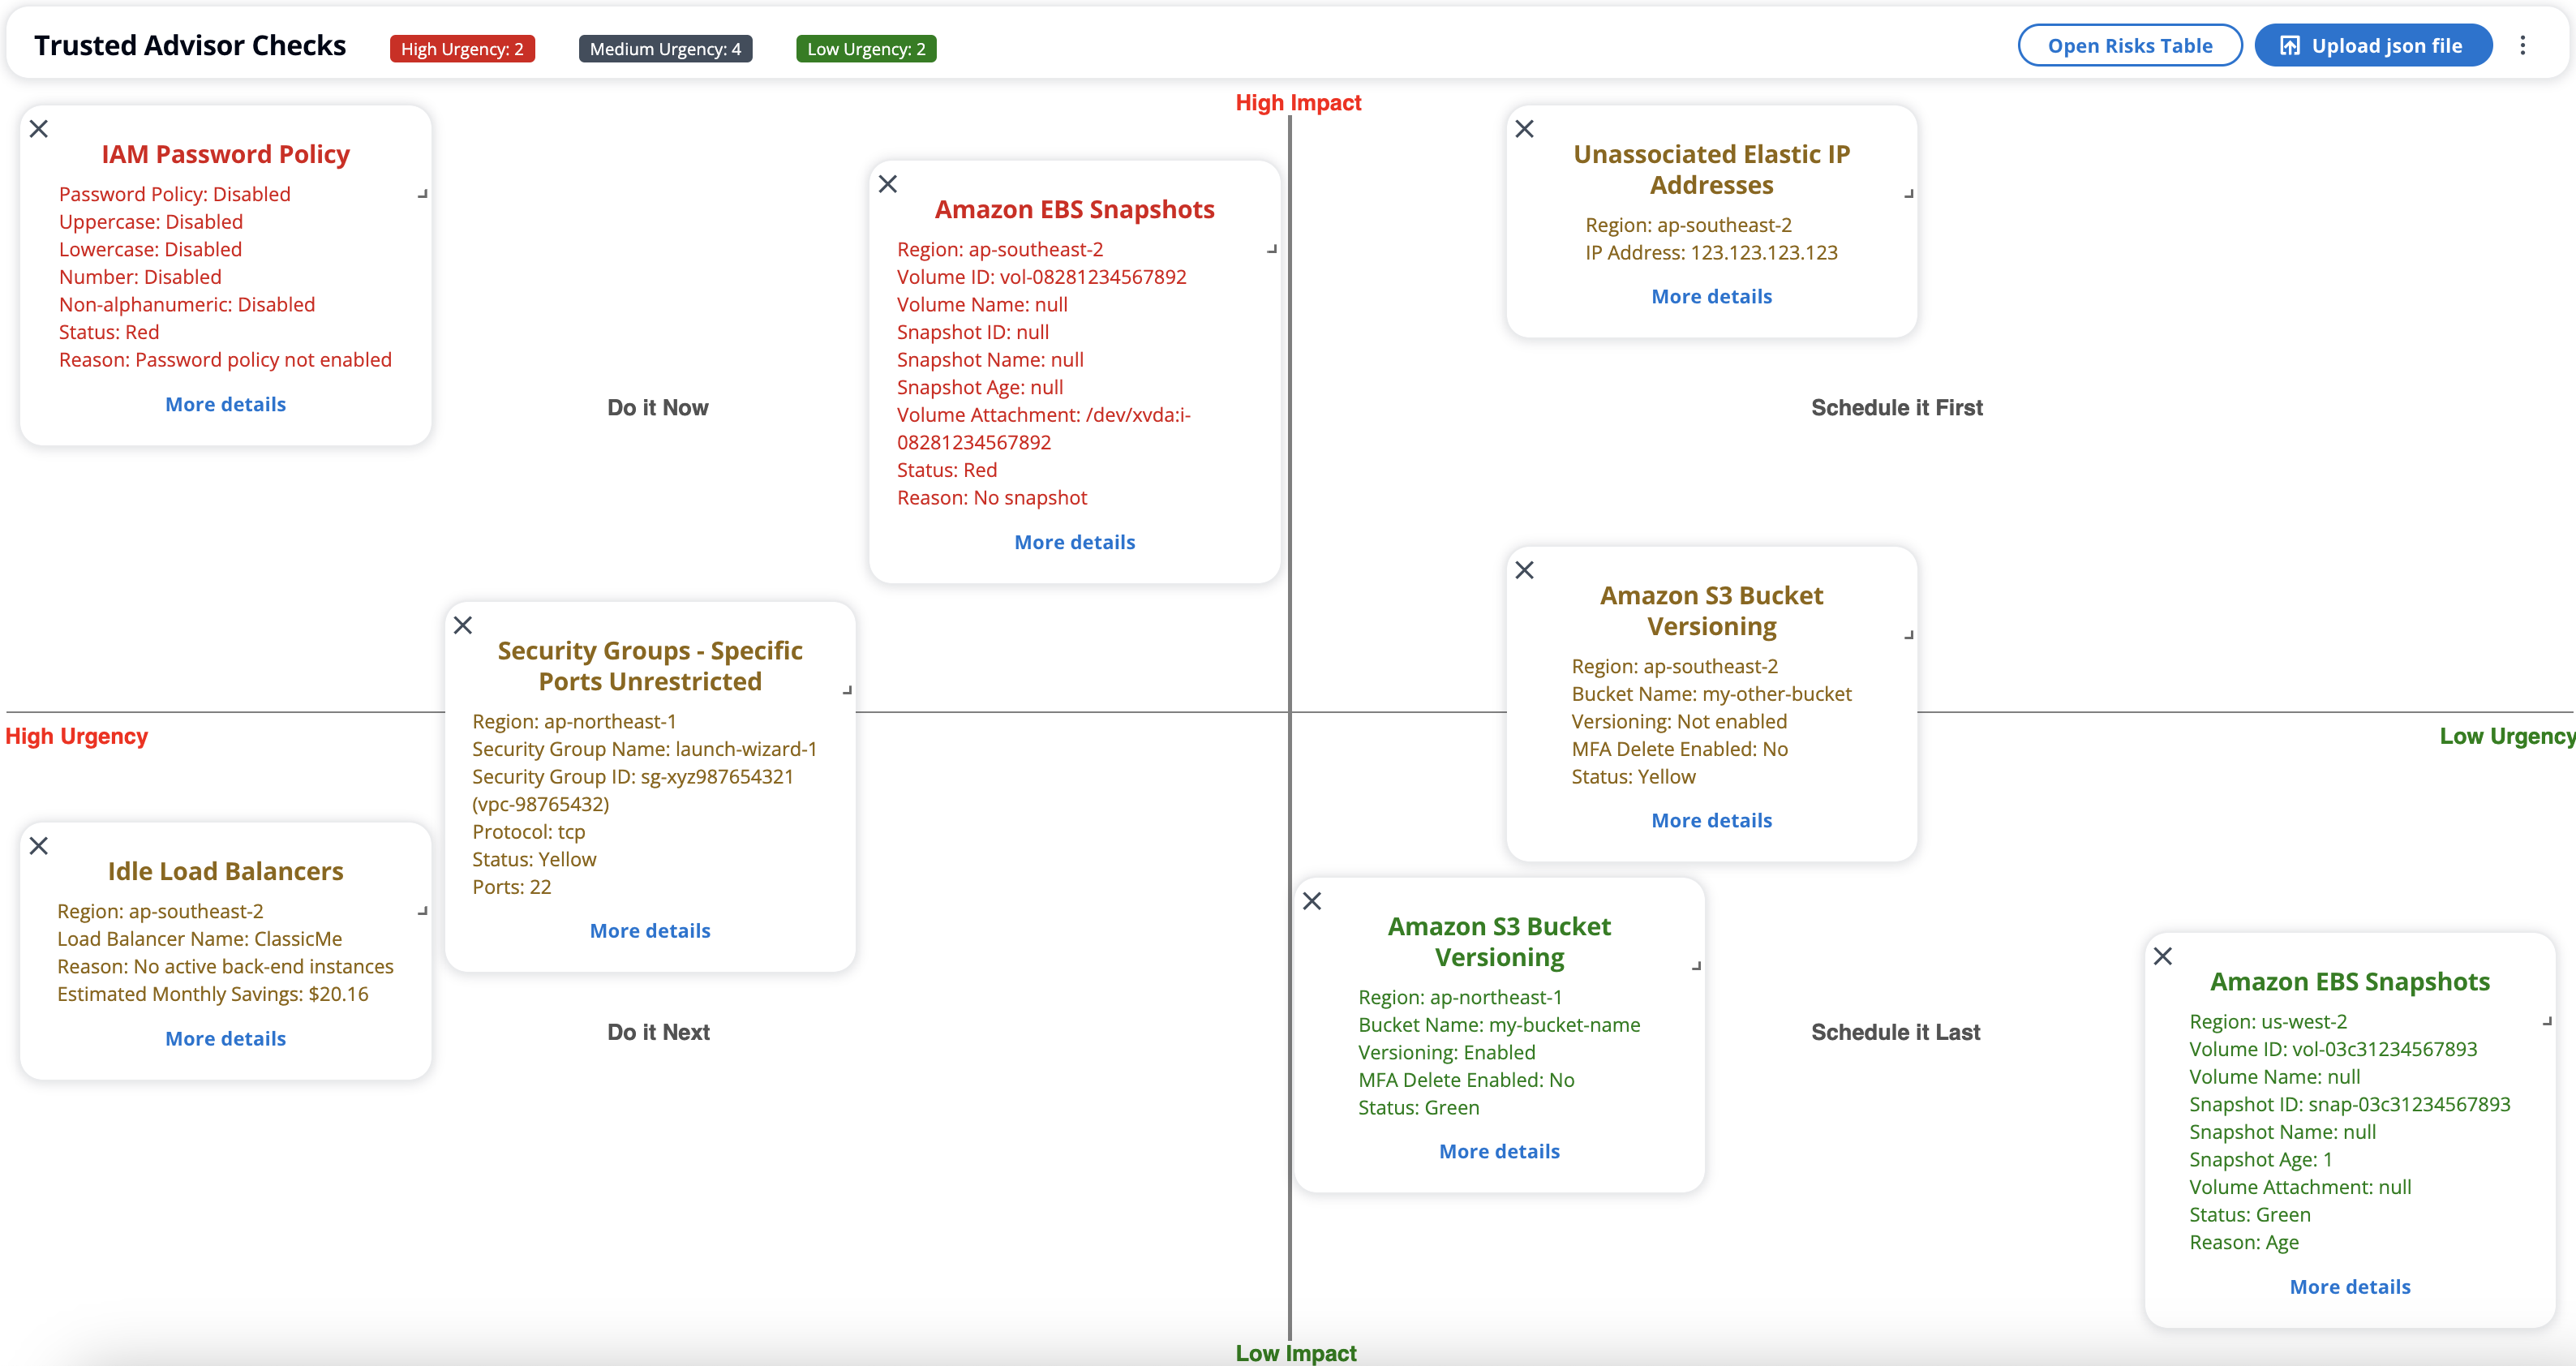 Trusted Advisor Checks
High Urgency: 2
Medium Urgency: 4
Low Urgency: 2
Open Risks Table
Upload json file
High Impact
IAM Password Policy
Password Policy: Disabled
Uppercase: Disabled
Lowercase: Disabled
Number: Disabled
Non-alphanumeric: Disabled
Status: Red
Reason: Password policy not enabled
More details
Do it Now
Amazon EBS Snapshots
Region: ap-southeast-2
Volume ID: vol-08281234567892
Volume Name: null
Snapshot ID: null
Snapshot Name: null
Snapshot Age: null
Volume Attachment: /dev/xvda:i-
08281234567892
Status: Red
Reason: No snapshot
More details
Unassociated Elastic IP
Addresses
Region: ap-southeast-2
IP Address: 123.123.123.123
More details
Schedule it First
Security Groups - Specific
Ports Unrestricted
Region: ap-northeast-1
Security Group Name: launch-wizard-1
Security Group ID: sg-xyz987654321
(vpc-98765432)
Protocol: tcp
Status: Yellow
Ports: 22
More details
Amazon S3 Bucket
Versioning
Region: ap-southeast-2
Bucket Name: my-other-bucket
Versioning: Not enabled
MFA Delete Enabled: No
Status: Yellow
More details
High Urgency
Low Urgency
Idle Load Balancers
Region: ap-southeast-2
Load Balancer Name: ClassicMe
Reason: No active back-end instances
Estimated Monthly Savings: $20.16
More details
Do it Next
Amazon S3 Bucket
Versioning
Region: ap-northeast-1
Bucket Name: my-bucket-name
Versioning: Enabled
MFA Delete Enabled: No
Status: Green
More details
Schedule it Last
Amazon EBS Snapshots
Region: us-west-2
Volume ID: vol-03c31234567893
Volume Name: null
Snapshot ID: snap-03c31234567893
Snapshot Name: null
Snapshot Age: 1
Volume Attachment: null
Status: Green
Reason: Age
More details
Low Impact